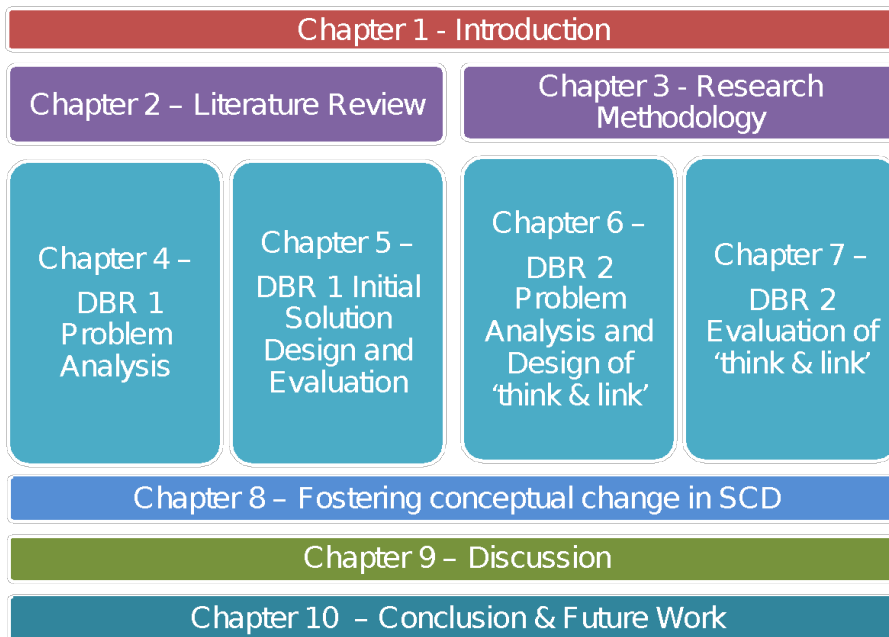 Chapter 1 - Introduction
Chapter 2 – Literature Review
Chapter 3 - Research
Methodology
Chapter 4 –
DBR 1
Problem
Analysis
Chapter 5 –
DBR 1 Initial
Solution
Design and
Evaluation
Chapter 6 –
DBR 2
Problem
Analysis and
Design of
‘think & link’
Chapter 7 –
DBR 2
Evaluation of
‘think & link’
Chapter 8 – Fostering conceptual change in SCD
Chapter 9 – Discussion
Chapter 10 – Conclusion & Future Work